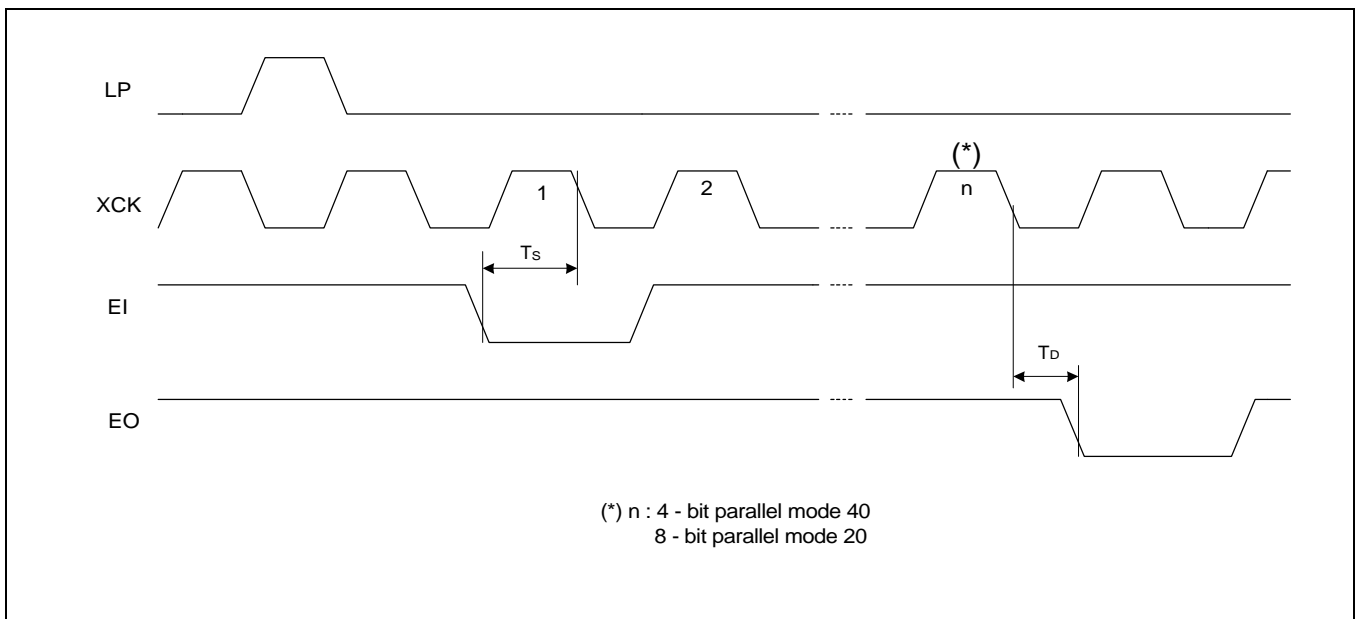 LP
XCK
1
2
(*)
n
TS
EI
TD
EO
(*) n : 4 - bit parallel mode 40
8 - bit parallel mode 20